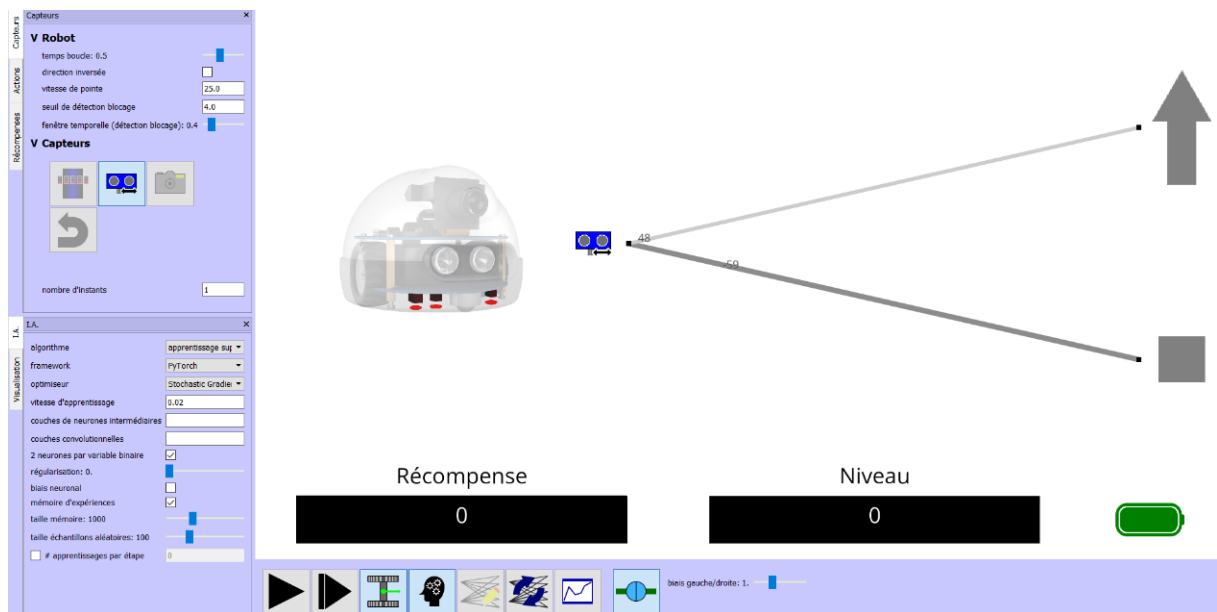 Capteurs
Capteurs
Actions
Récompenses
V Robot
temps boucle: 0.5
direction inversée
vitesse de pointe 25.0
seuil de détection blocage 4.0
fenêtre temporelle (détection blocage): 0.4
V Capteurs
nombre d'instants 1
48
-59
I.A.
I.A.
Visualisation
algorithme apprentissage sup
framework PyTorch
optimiseur Stochastic Gradie
vitesse d'apprentissage 0.02
couches de neurones intermédiaires
couches convolutionnelles
2 neurones par variable binaire
régularisation: 0.
biais neuronal
mémoire d'expériences
taille mémoire: 1000
taille échantillons aléatoires: 100
# apprentissages par étape 0
Récompense Niveau
0 0
biais gauche/droite: 1.